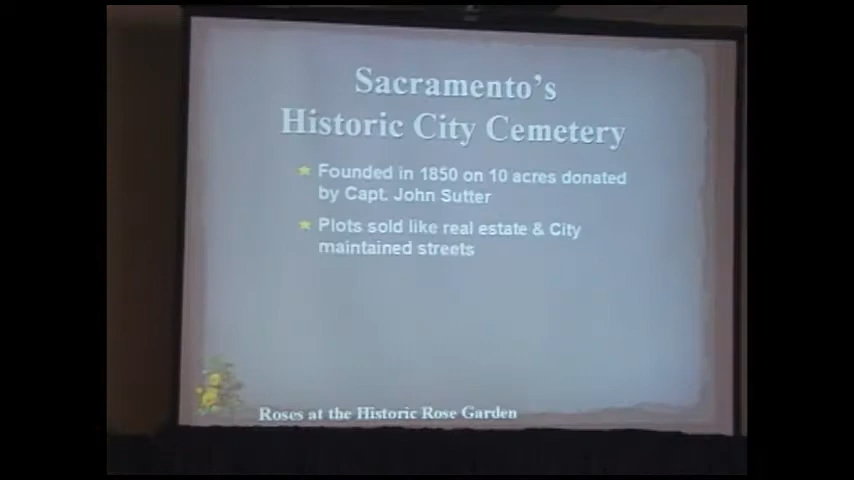 Sacramento's
Historic City Cemetery
Founded in 1850 on 10 acres donated
by Capt. John Sutter
Plots sold like real estate & City
maintained streets
Roses at the Historic Rose Garden